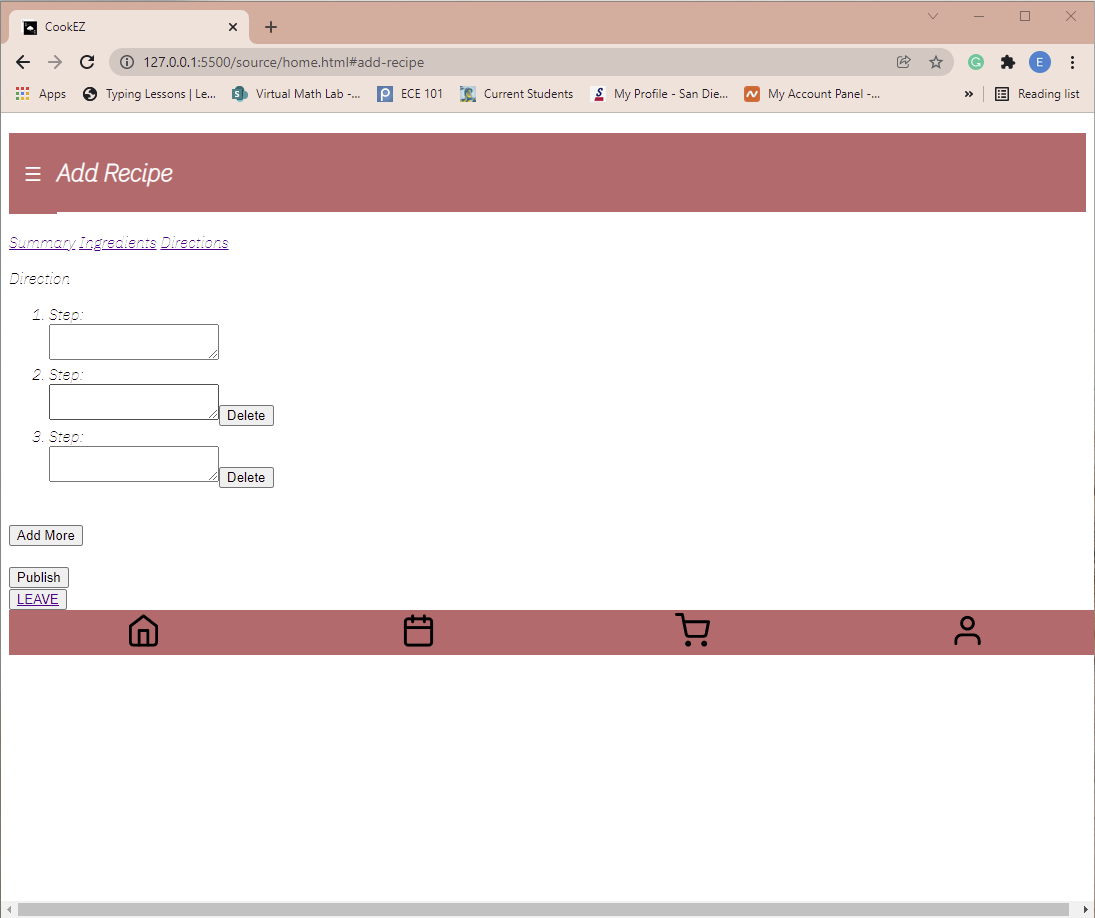 CookEZ
127.0.0.1:5500/source/home.html#add-recipe
G
E
Apps Typing Lessons | Le... Virtual Math Lab -... ECE 101 Current Students My Profile - San Die... My Account Panel -... » Reading list
☰ Add Recipe
Summary Ingredients Directions
Direction
1. Step:
2. Step:
Delete
3. Step:
Delete
Add More
Publish
LEAVE